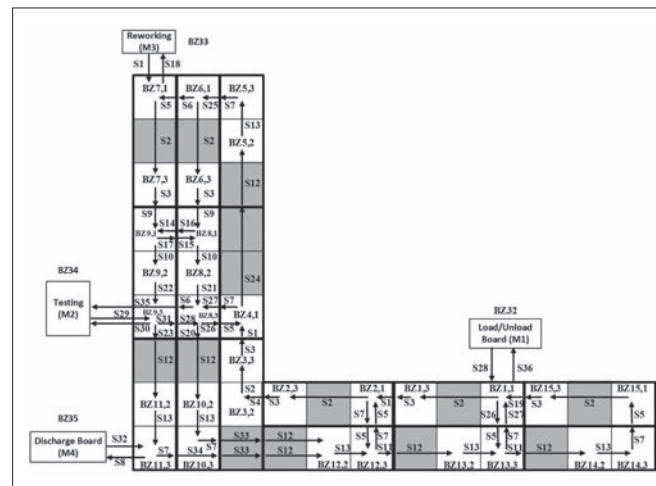 Reworking
(M3)
BZ33
S1
S18
BZ7,1
BZ6,1
BZ5,3
S5
S6
S25
S7
S13
S2
S2
BZ5,2
BZ7,3
BZ6,3
S12
S3
S3
S9
S9
S14
S16
BZ9,1
BZ8,1
S17
S15
S10
S10
BZ9,2
BZ8,2
S24
BZ34
S22
S21
Testing
(M2)
S35
S6
S27
S7
BZ9,3
BZ8,3
BZ4,1
S29
S31
S28
S30
S26
S5
S23
S20
S1
BZ32
Load/Unload
Board (M1)
S12
S12
S3
BZ3,3
S28
S36
S2
BZ2,3
BZ2,1
BZ1,3
BZ1,1
BZ15,3
BZ15,1
S4
S3
S2
S1
S3
S2
S19
S3
S2
BZ11,2
BZ10,2
BZ3,2
S7
S5
S26
S27
S5
BZ35
S13
S13
Discharge Board
(M4)
S32
S33
S12
S5
S7
S7
S8
S7
S34
S33
S12
S13
S11
S12
S13
S11
S12
S13
BZ11,3
BZ10,3
BZ12,2
BZ12,3
BZ13,2
BZ13,3
BZ14,2
BZ14,3